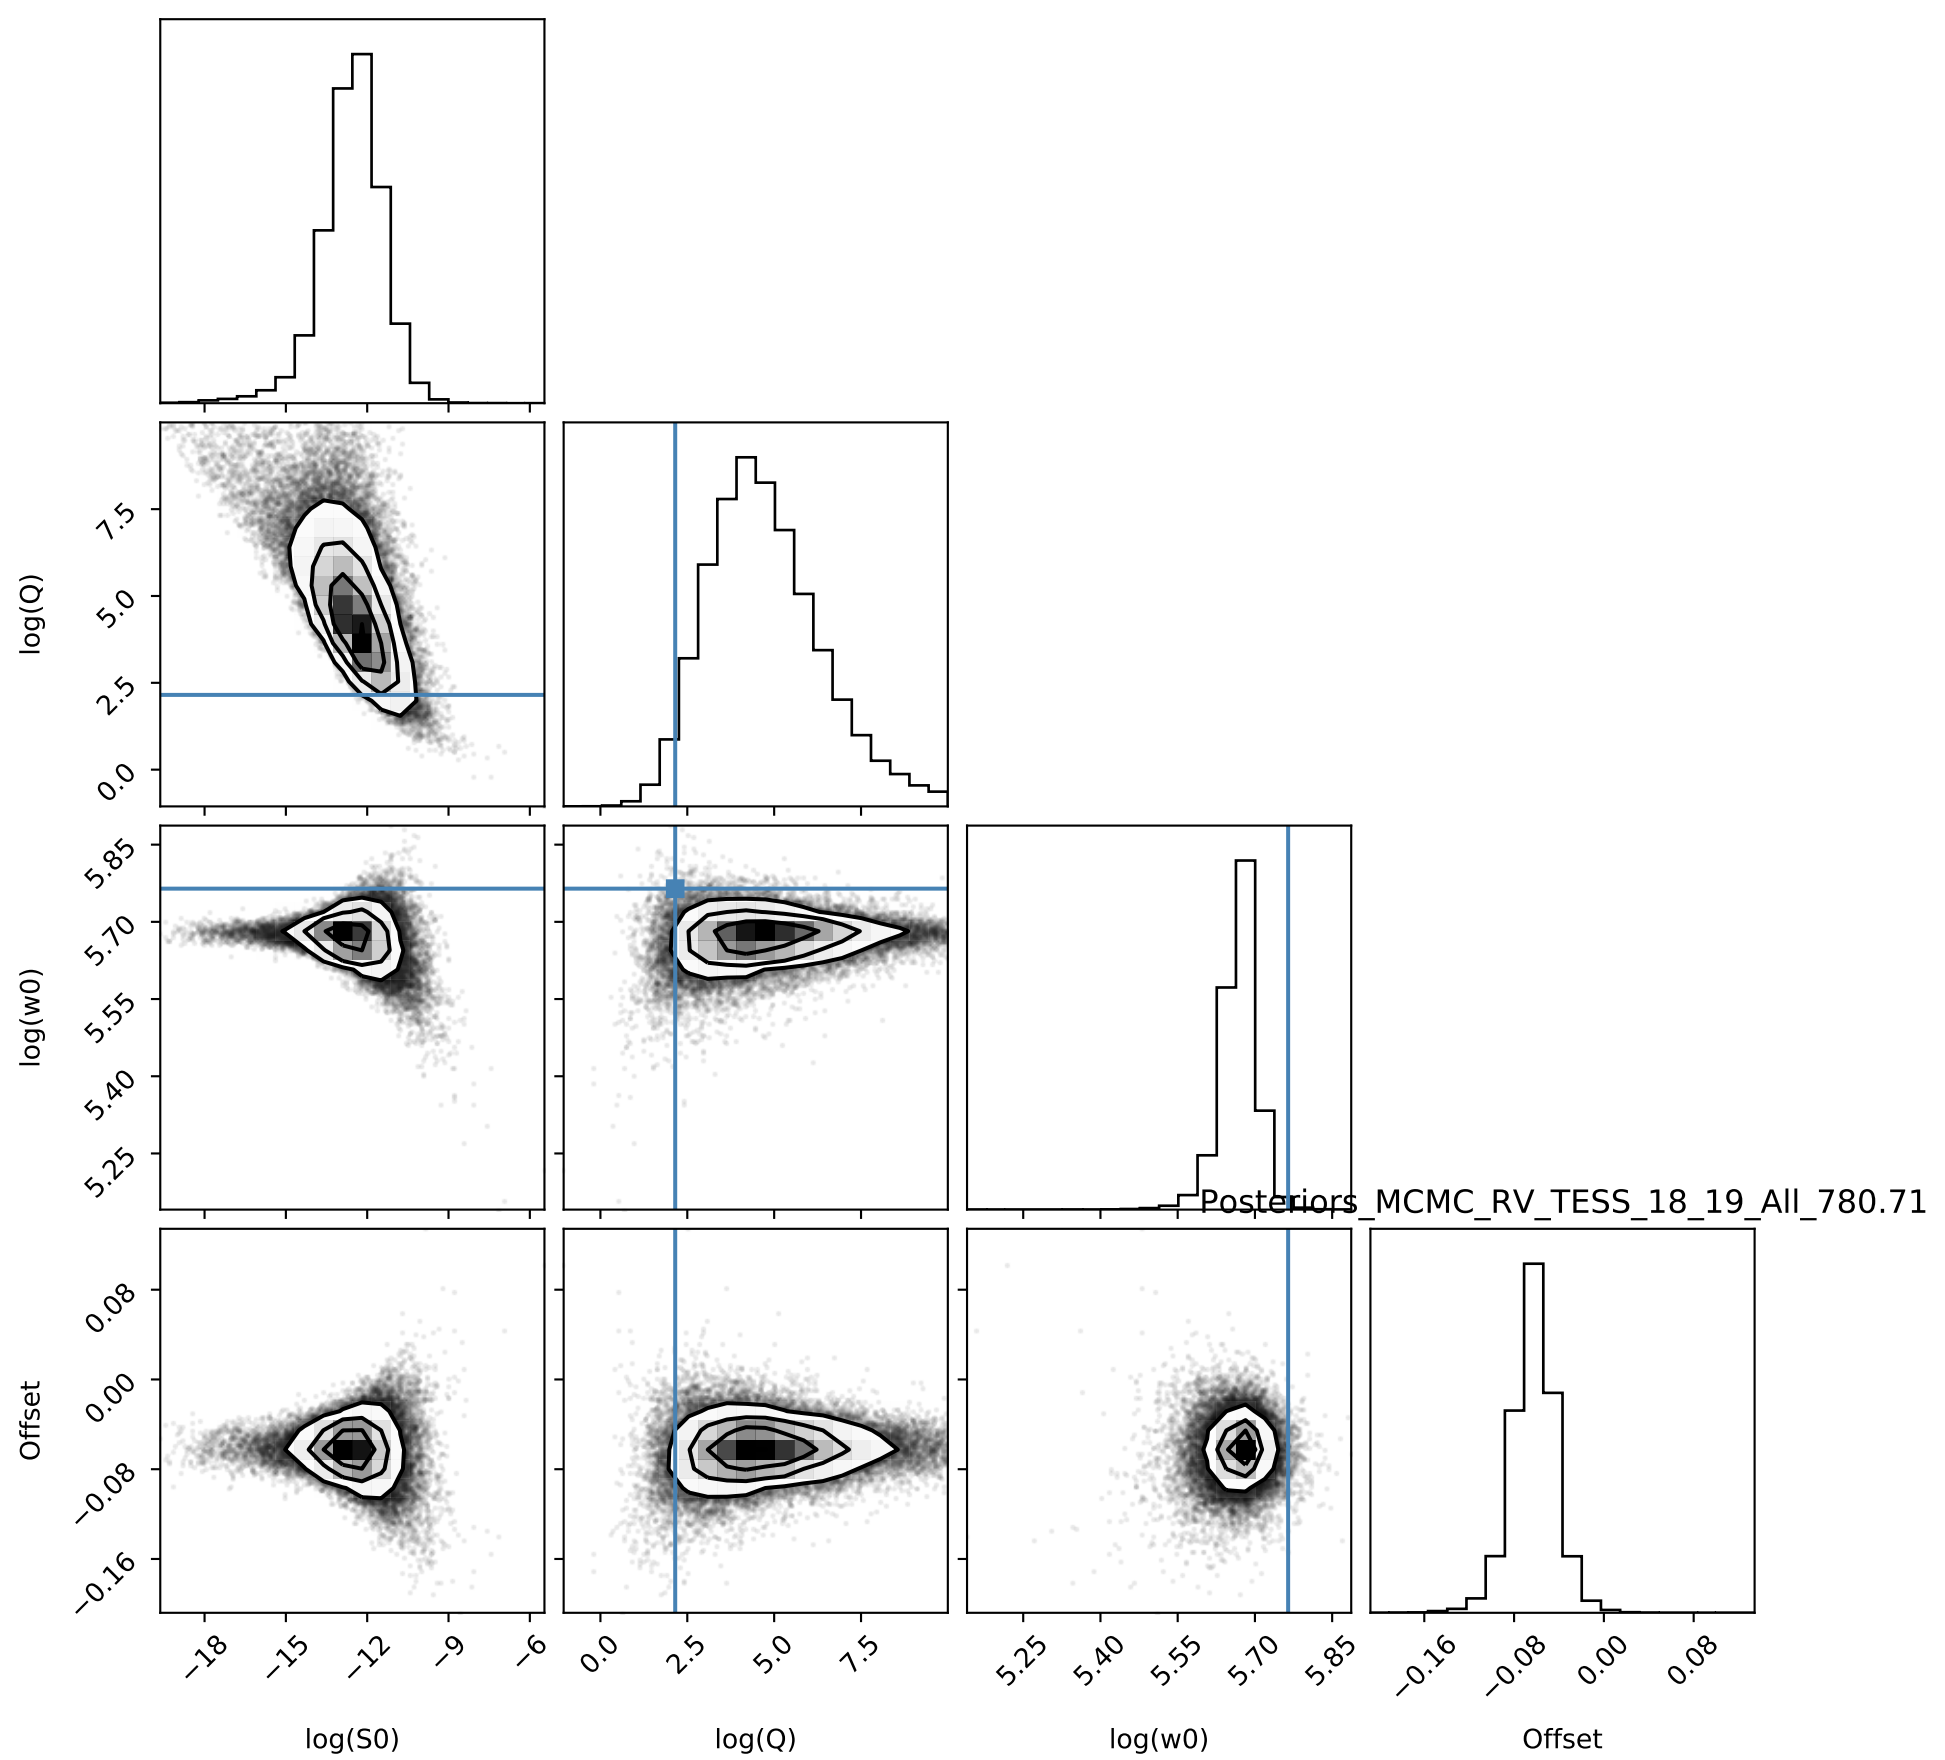 7.5
5.0
2.5
0.0
log(Q)
5.85
5.70
5.55
5.40
5.25
log(w0)
Posteriors_MCMC_RV_TESS_18_19_All_780.71
0.08
0.00
−0.08
−0.16
Offset
−18 −15 −12 −9 −6
0.0 2.5 5.0 7.5
5.25 5.40 5.55 5.70 5.85
−0.16 −0.08 0.00 0.08
log(S0) log(Q) log(w0) Offset